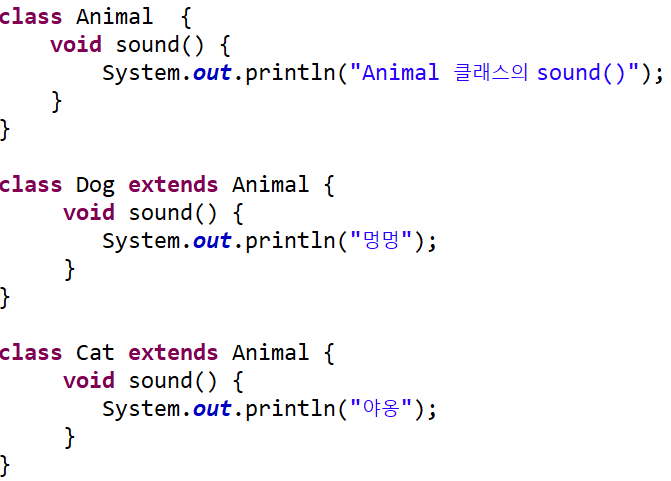 class Animal  {
    void sound() {
        System.out.println("Animal 클래스의 sound()");
    }
}
class Dog extends Animal {
     void sound() {
        System.out.println("멍멍");
     }
}
class Cat extends Animal {
     void sound() {
        System.out.println("야옹");
     }
}